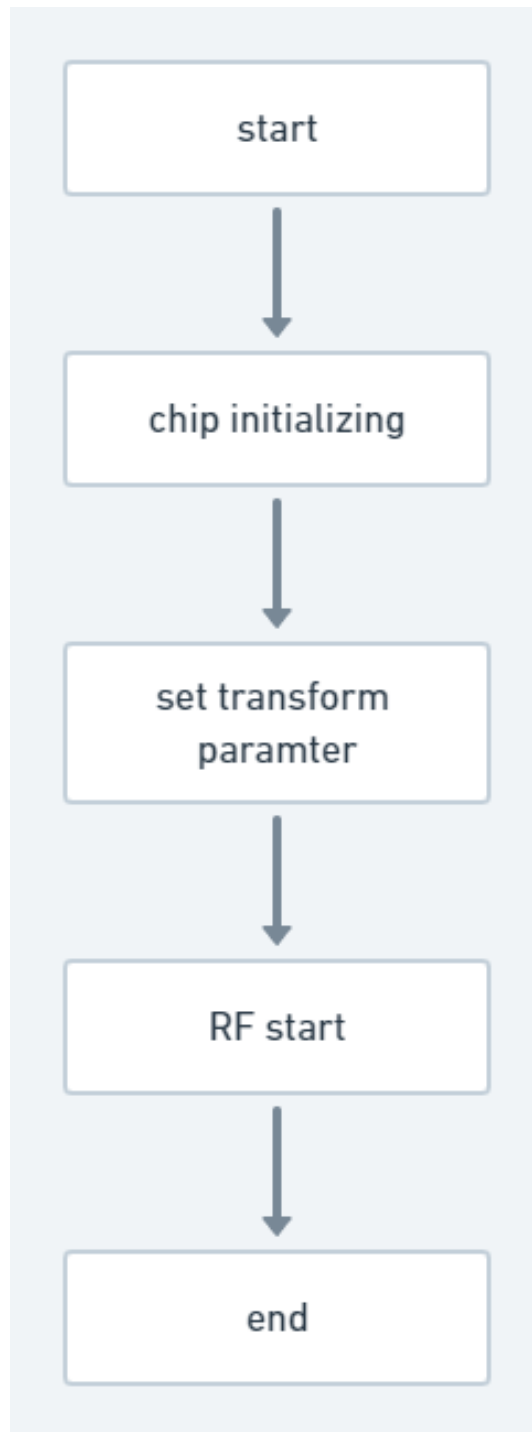 start
chip initializing
set transform
paramter
RF start
end